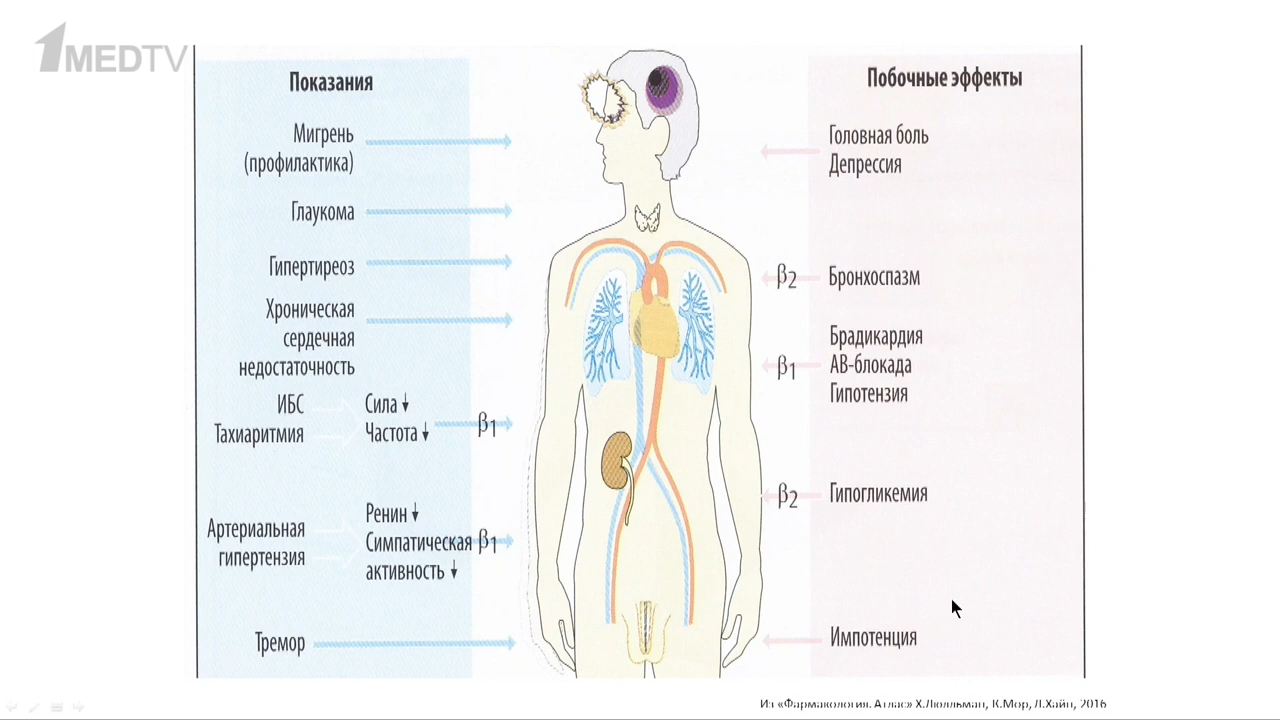 1MEDTV
Показания
Мигрень
(профилактика)
Глаукома
Гипертиреоз
Хроническая
сердечная
недостаточность
ИБС
Тахиаритмия
Сила ↓
Частота ↓
β1
Артериальная
гипертензия
Ренин ↓
Симпатическая
активность ↓
β1
Тремор
Побочные эффекты
Головная боль
Депрессия
β2
Бронхоспазм
β1
Брадикардия
АВ-блокада
Гипотензия
β2
Гипогликемия
Импотенция
Из «Фармакология. Атлас» Х.Люлльман, К.Мор, Л.Хайн, 2016